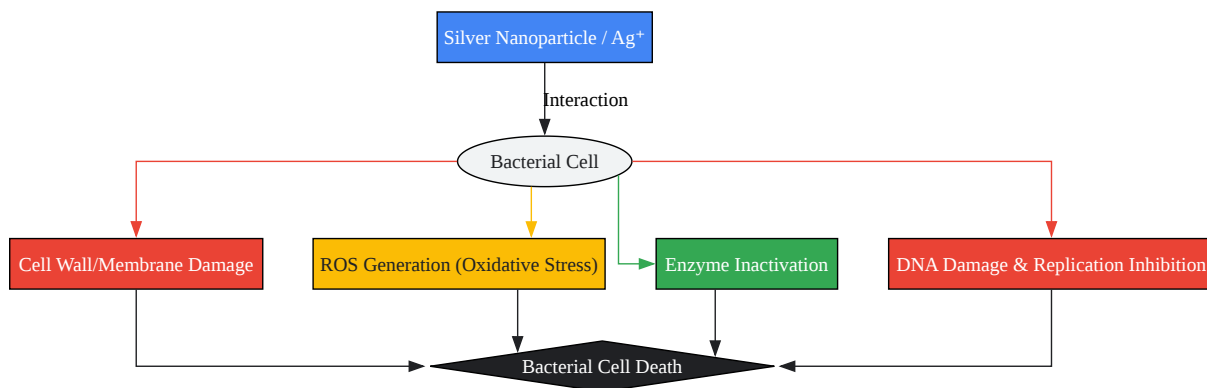 Silver Nanoparticle / Ag⁺
Interaction
Bacterial Cell
Cell Wall/Membrane Damage
ROS Generation (Oxidative Stress)
Enzyme Inactivation
DNA Damage & Replication Inhibition
Bacterial Cell Death